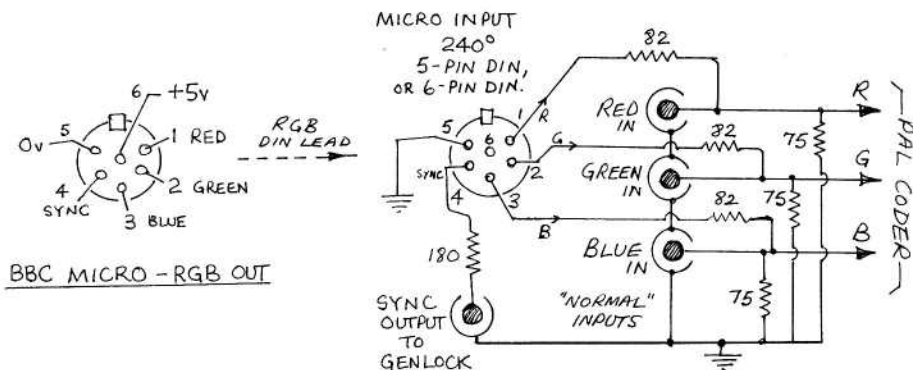 6 +5V
0v 5
1 RED
2 GREEN
3 BLUE
4
SYNC
BBC MICRO - RGB OUT
RGB
DIN LEAD
MICRO INPUT
240°
5-PIN DIN,
OR 6-PIN DIN.
5
6
1
R
2
G
SYNC
4
3
B
82
82
82
180
SYNC
OUTPUT
TO
GENLOCK
RED
IN
GREEN
IN
BLUE
IN
"NORMAL"
INPUTS
75
75
75
R
G
B
PAL CODER